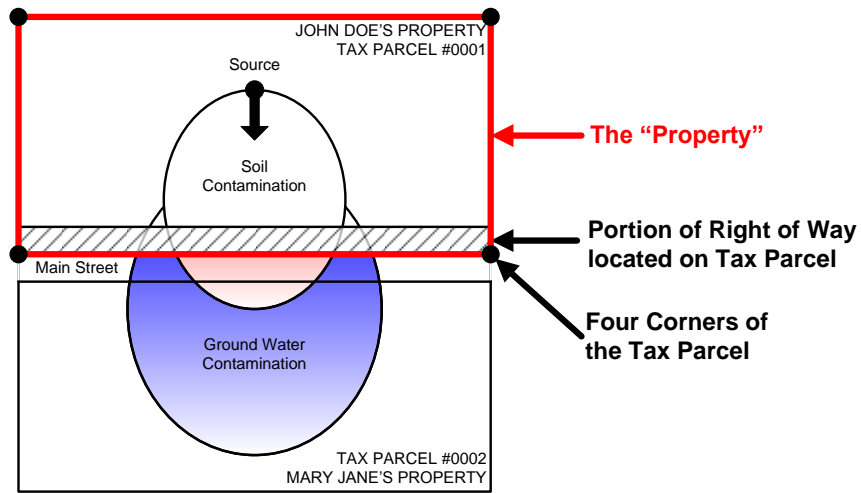 JOHN DOE'S PROPERTY
TAX PARCEL #0001
Source
The “Property”
Soil
Contamination
Portion of Right of Way
located on Tax Parcel
Main Street
Four Corners of
the Tax Parcel
Ground Water
Contamination
TAX PARCEL #0002
MARY JANE'S PROPERTY